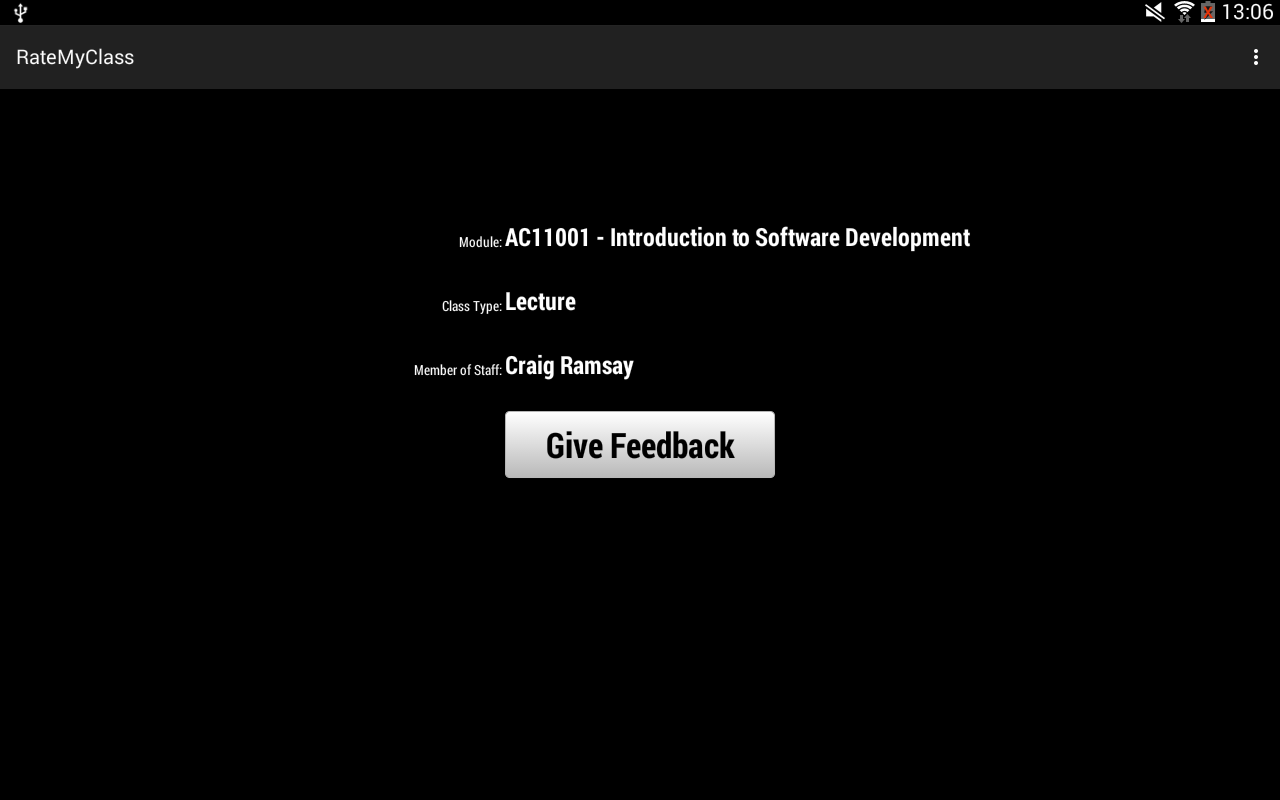 13:06
RateMyClass
Module: AC11001 - Introduction to Software Development
Class Type: Lecture
Member of Staff: Craig Ramsay
Give Feedback